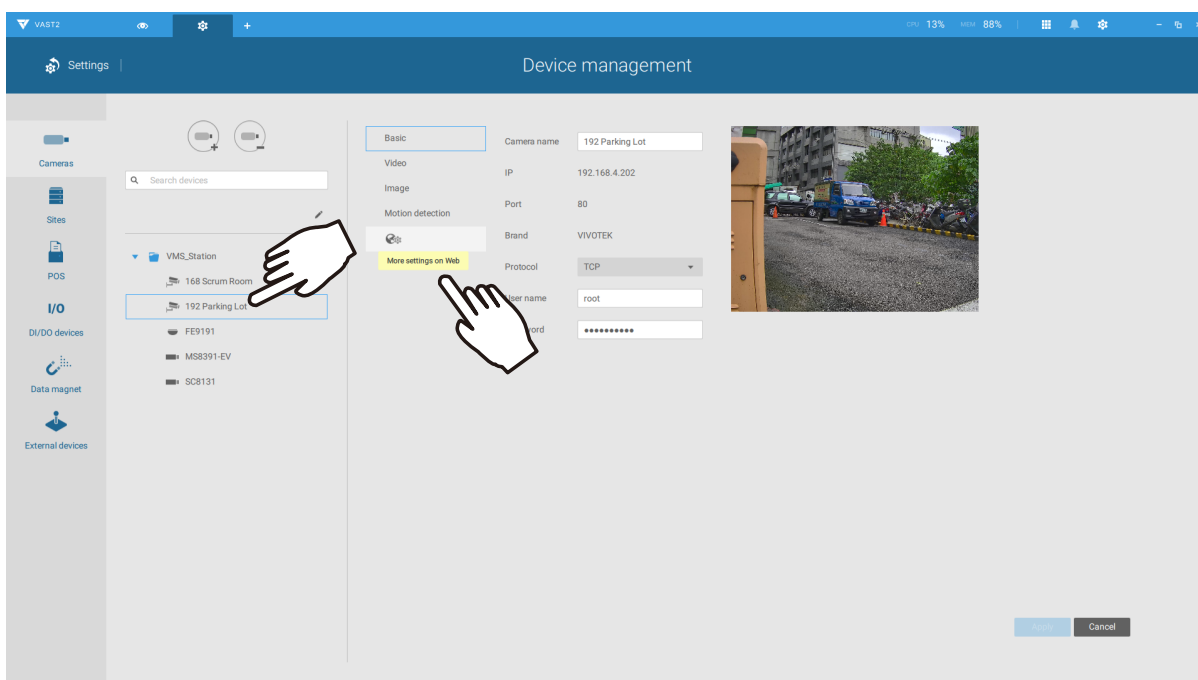 VAST2
CPU 13% MEM 88%
Settings
Device management
Cameras
Sites
POS
I/O
DI/DO devices
Data magnet
External devices
Search devices
VMS_Station
168 Scrum Room
192 Parking Lot
FE9191
MS8391-EV
SC8131
Basic
Video
Image
Motion detection
More settings on Web
Camera name 192 Parking Lot
IP 192.168.4.202
Port 80
Brand VIVOTEK
Protocol TCP
User name root
Apply Cancel